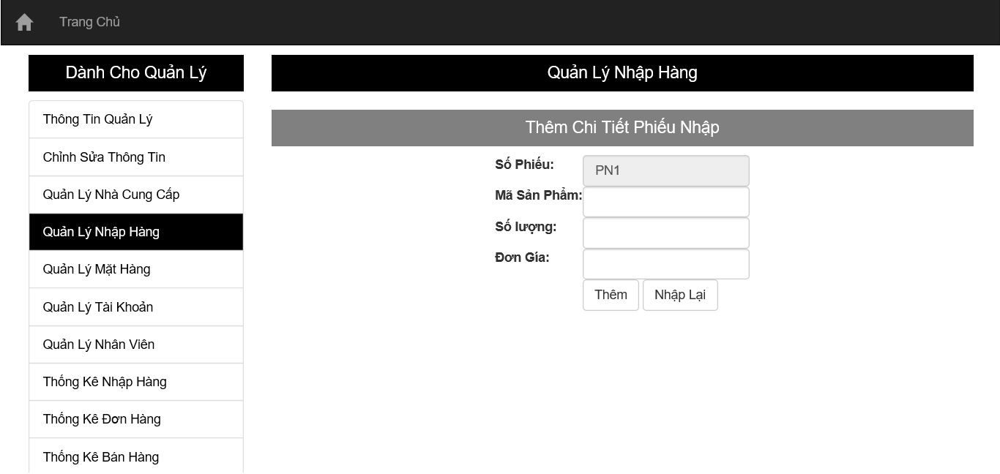 Trang Chủ
Dành Cho Quản Lý
Thông Tin Quản Lý
Chỉnh Sửa Thông Tin
Quản Lý Nhà Cung Cấp
Quản Lý Nhập Hàng
Quản Lý Mặt Hàng
Quản Lý Tài Khoản
Quản Lý Nhân Viên
Thống Kê Nhập Hàng
Thống Kê Đơn Hàng
Thống Kê Bán Hàng
Quản Lý Nhập Hàng
Thêm Chi Tiết Phiếu Nhập
Số Phiếu: PN1
Mã Sản Phẩm:
Số lượng:
Đơn Gía:
Thêm Nhập Lại